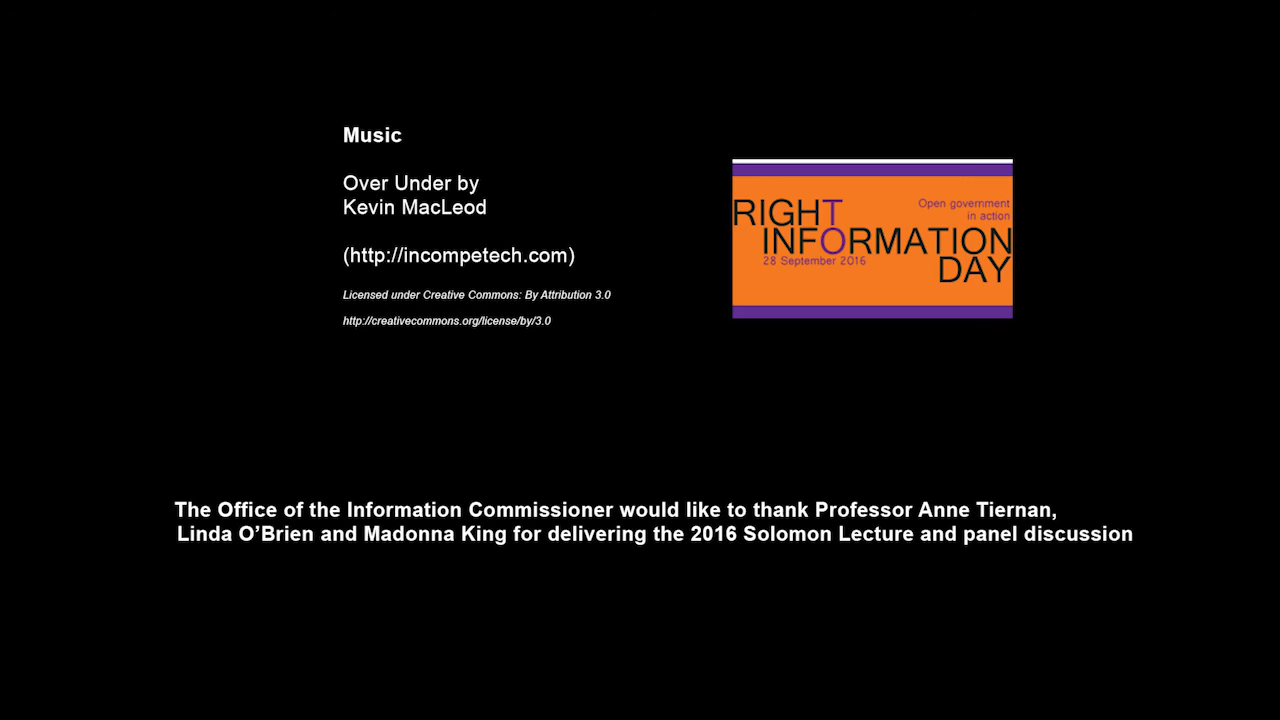 Music
Over Under by
Kevin MacLeod
(http://incompetech.com)
Licensed under Creative Commons: By Attribution 3.0
http://creativecommons.org/license/by/3.0
Open government
in action
RIGHT
INFORMATION
28 September 2016
DAY
The Office of the Information Commissioner would like to thank Professor Anne Tiernan,
Linda O’Brien and Madonna King for delivering the 2016 Solomon Lecture and panel discussion